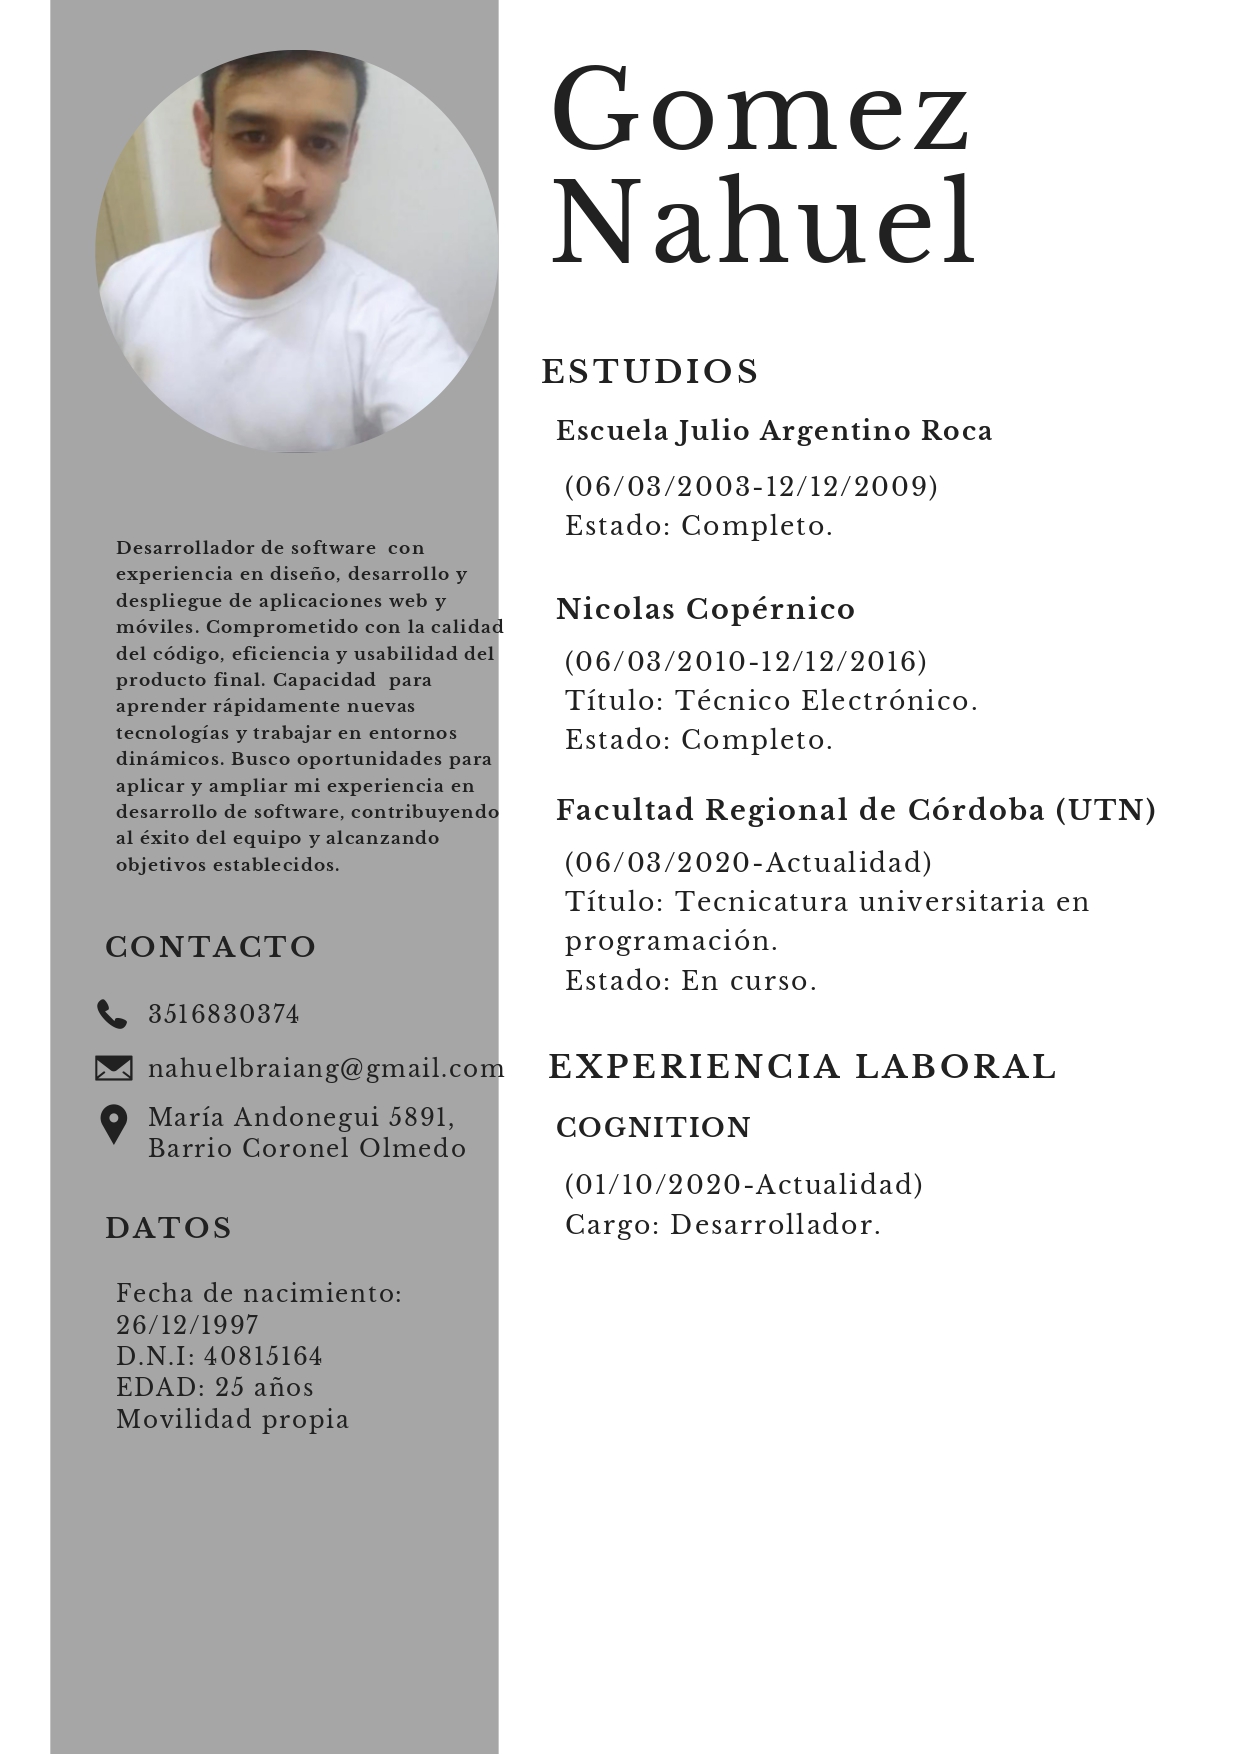 Gomez
Nahuel
Desarrollador de software  con
experiencia en diseño, desarrollo y
despliegue de aplicaciones web y
móviles. Comprometido con la calidad
del código, eficiencia y usabilidad del
producto final. Capacidad  para
aprender rápidamente nuevas
tecnologías y trabajar en entornos
dinámicos. Busco oportunidades para
aplicar y ampliar mi experiencia en
desarrollo de software, contribuyendo
al éxito del equipo y alcanzando
objetivos establecidos.
CONTACTO
3516830374
nahuelbraiang@gmail.com
María Andonegui 5891,
Barrio Coronel Olmedo
DATOS
Fecha de nacimiento:
26/12/1997
D.N.I: 40815164
EDAD: 25 años
Movilidad propia
ESTUDIOS
Escuela Julio Argentino Roca
(06/03/2003-12/12/2009)
Estado: Completo.
Nicolas Copérnico
(06/03/2010-12/12/2016)
Título: Técnico Electrónico.
Estado: Completo.
Facultad Regional de Córdoba (UTN)
(06/03/2020-Actualidad)
Título: Tecnicatura universitaria en
programación.
Estado: En curso.
EXPERIENCIA LABORAL
COGNITION
(01/10/2020-Actualidad)
Cargo: Desarrollador.